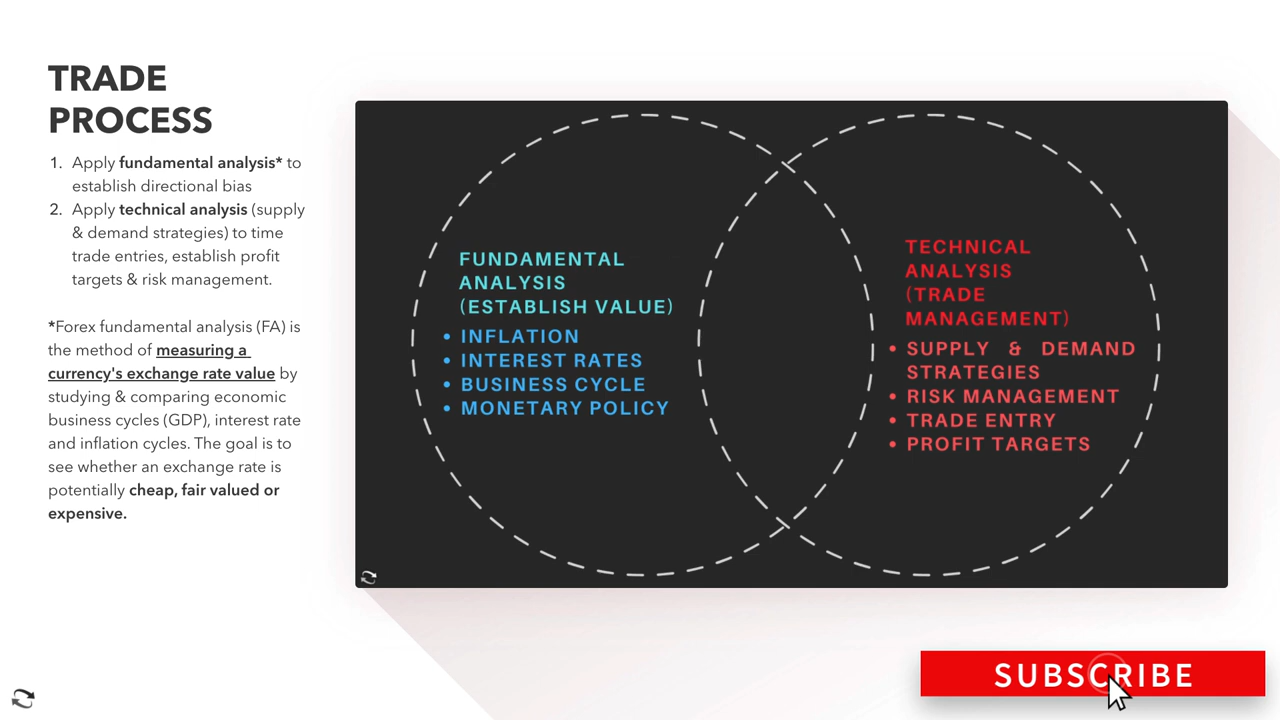 TRADE
PROCESS
1. Apply fundamental analysis* to
establish directional bias
2. Apply technical analysis (supply
& demand strategies) to time
trade entries, establish profit
targets & risk management.
*Forex fundamental analysis (FA) is
the method of measuring a
currency's exchange rate value by
studying & comparing economic
business cycles (GDP), interest rate
and inflation cycles. The goal is to
see whether an exchange rate is
potentially cheap, fair valued or
expensive.
FUNDAMENTAL
ANALYSIS
(ESTABLISH VALUE)
• INFLATION
• INTEREST RATES
• BUSINESS CYCLE
• MONETARY POLICY
TECHNICAL
ANALYSIS
(TRADE
MANAGEMENT)
• SUPPLY & DEMAND
STRATEGIES
• RISK MANAGEMENT
• TRADE ENTRY
• PROFIT TARGETS
SUBSCRIBE